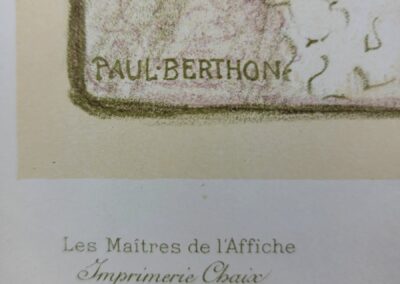 PAUL·BERTHON
Les Maîtres de l'Affiche
Imprimerie Chaix